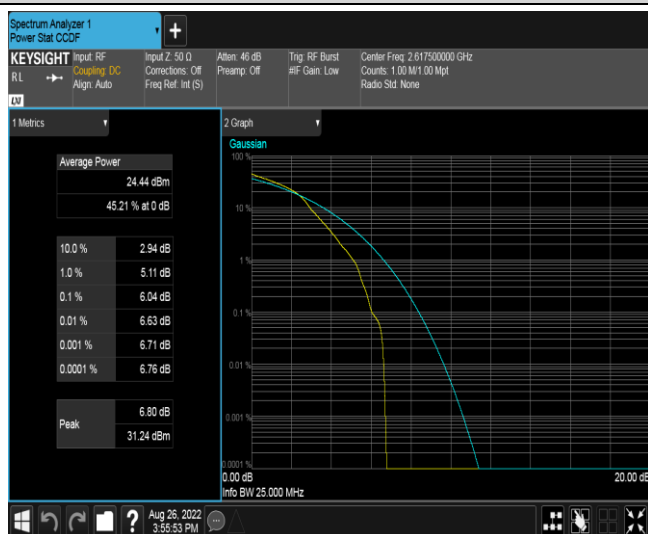 Spectrum Analyzer 1
Power Stat CCDF
+
KEYSIGHT
RL
LXI
Input: RF
Coupling: DC
Align: Auto
Input Z: 50 Ω
Corrections: Off
Freq Ref: Int (S)
Atten: 46 dB
Preamp: Off
Trig: RF Burst
#IF Gain: Low
Center Freq: 2.617500000 GHz
Counts: 1.00 M/1.00 Mpt
Radio Std: None
1 Metrics
Average Power
24.44 dBm
45.21 % at 0 dB
10.0 % 2.94 dB
1.0 % 5.11 dB
0.1 % 6.04 dB
0.01 % 6.63 dB
0.001 % 6.71 dB
0.0001 % 6.76 dB
Peak
6.80 dB
31.24 dBm
2 Graph
Gaussian
100 %
10 %
1 %
0.1 %
0.01 %
0.001 %
0.0001 %
0.00 dB 20.00 dB
Info BW 25.000 MHz
?
Aug 26, 2022
3:55:53 PM